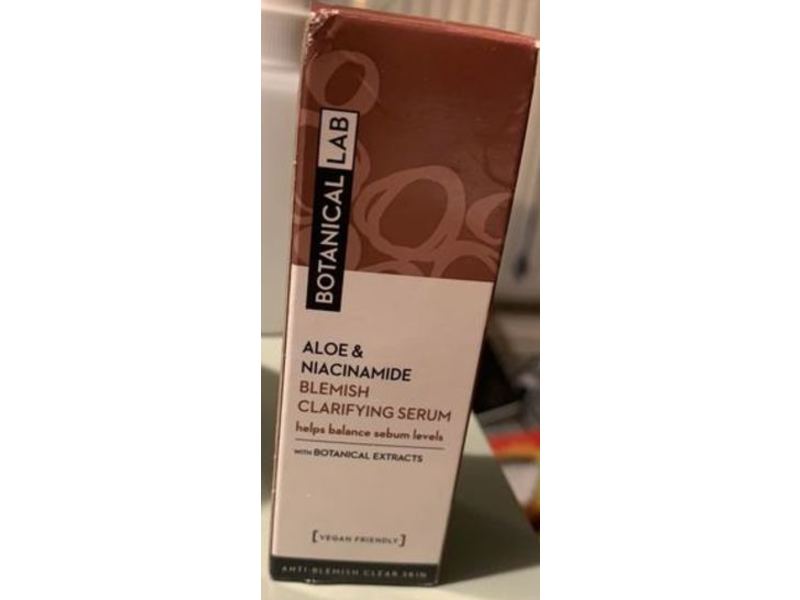 BOTANICAL LAB
ALOE &
NIACINAMIDE
BLEMISH
CLARIFYING SERUM
helps balance sebum levels
WITH BOTANICAL EXTRACTS
[VEGAN FRIENDLY]
ANTI-BLEMISH CLEAR SKIN